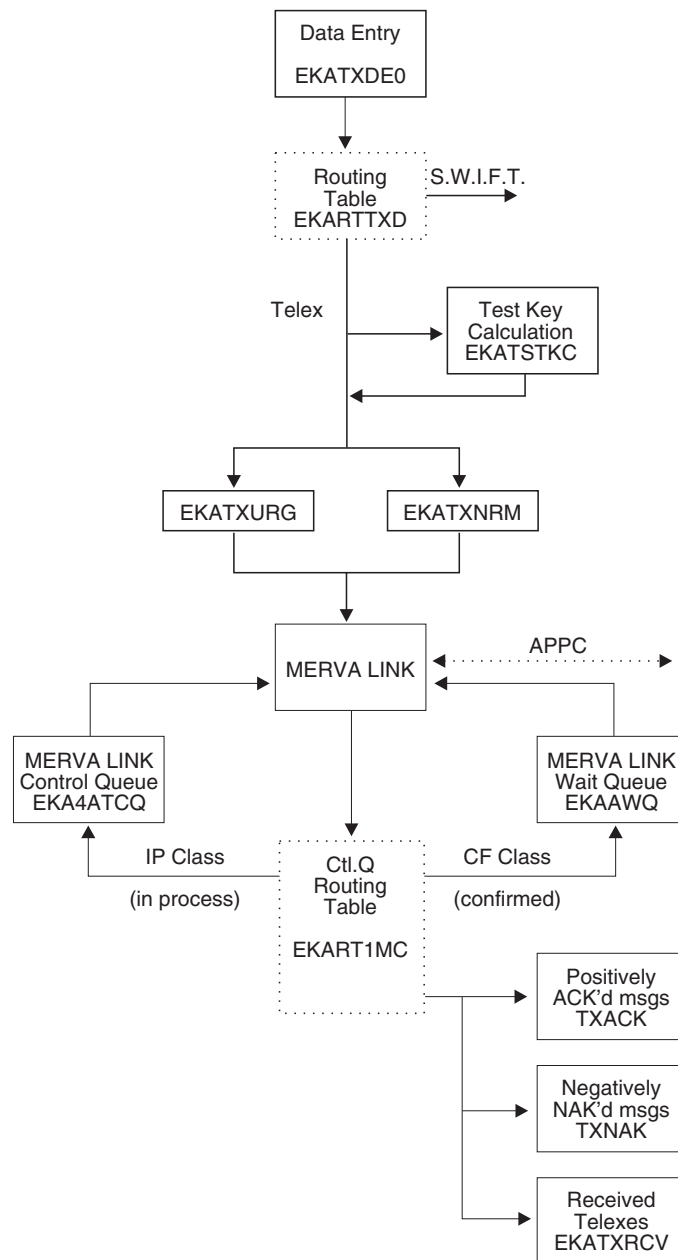 Data Entry
EKATXDE0
Routing
Table
EKARTTXD
S.W.I.F.T.
Telex
Test Key
Calculation
EKATSTKC
EKATXURG
EKATXNRM
MERVA LINK
APPC
MERVA LINK
Control Queue
EKA4ATCQ
MERVA LINK
Wait Queue
EKAAWQ
IP Class
(in process)
Ctl.Q
Routing
Table
EKART1MC
CF Class
(confirmed)
Positively
ACK'd msgs
TXACK
Negatively
NAK'd msgs
TXNAK
Received
Telexes
EKATXRCV